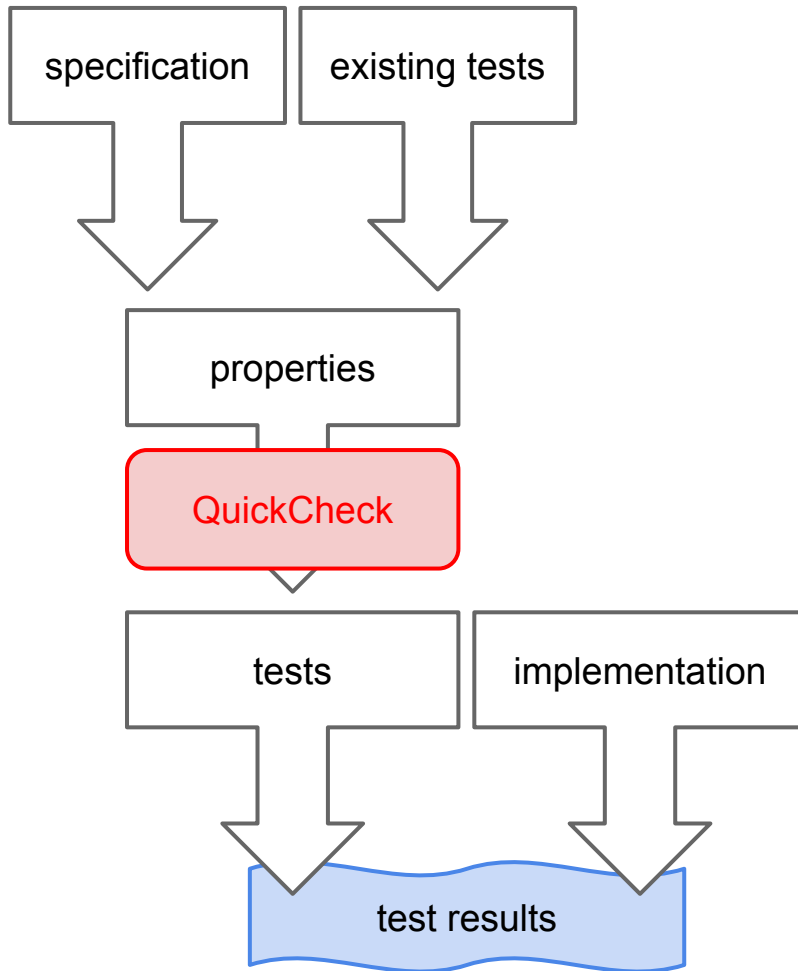 specification
existing tests
properties
QuickCheck
tests
implementation
test results